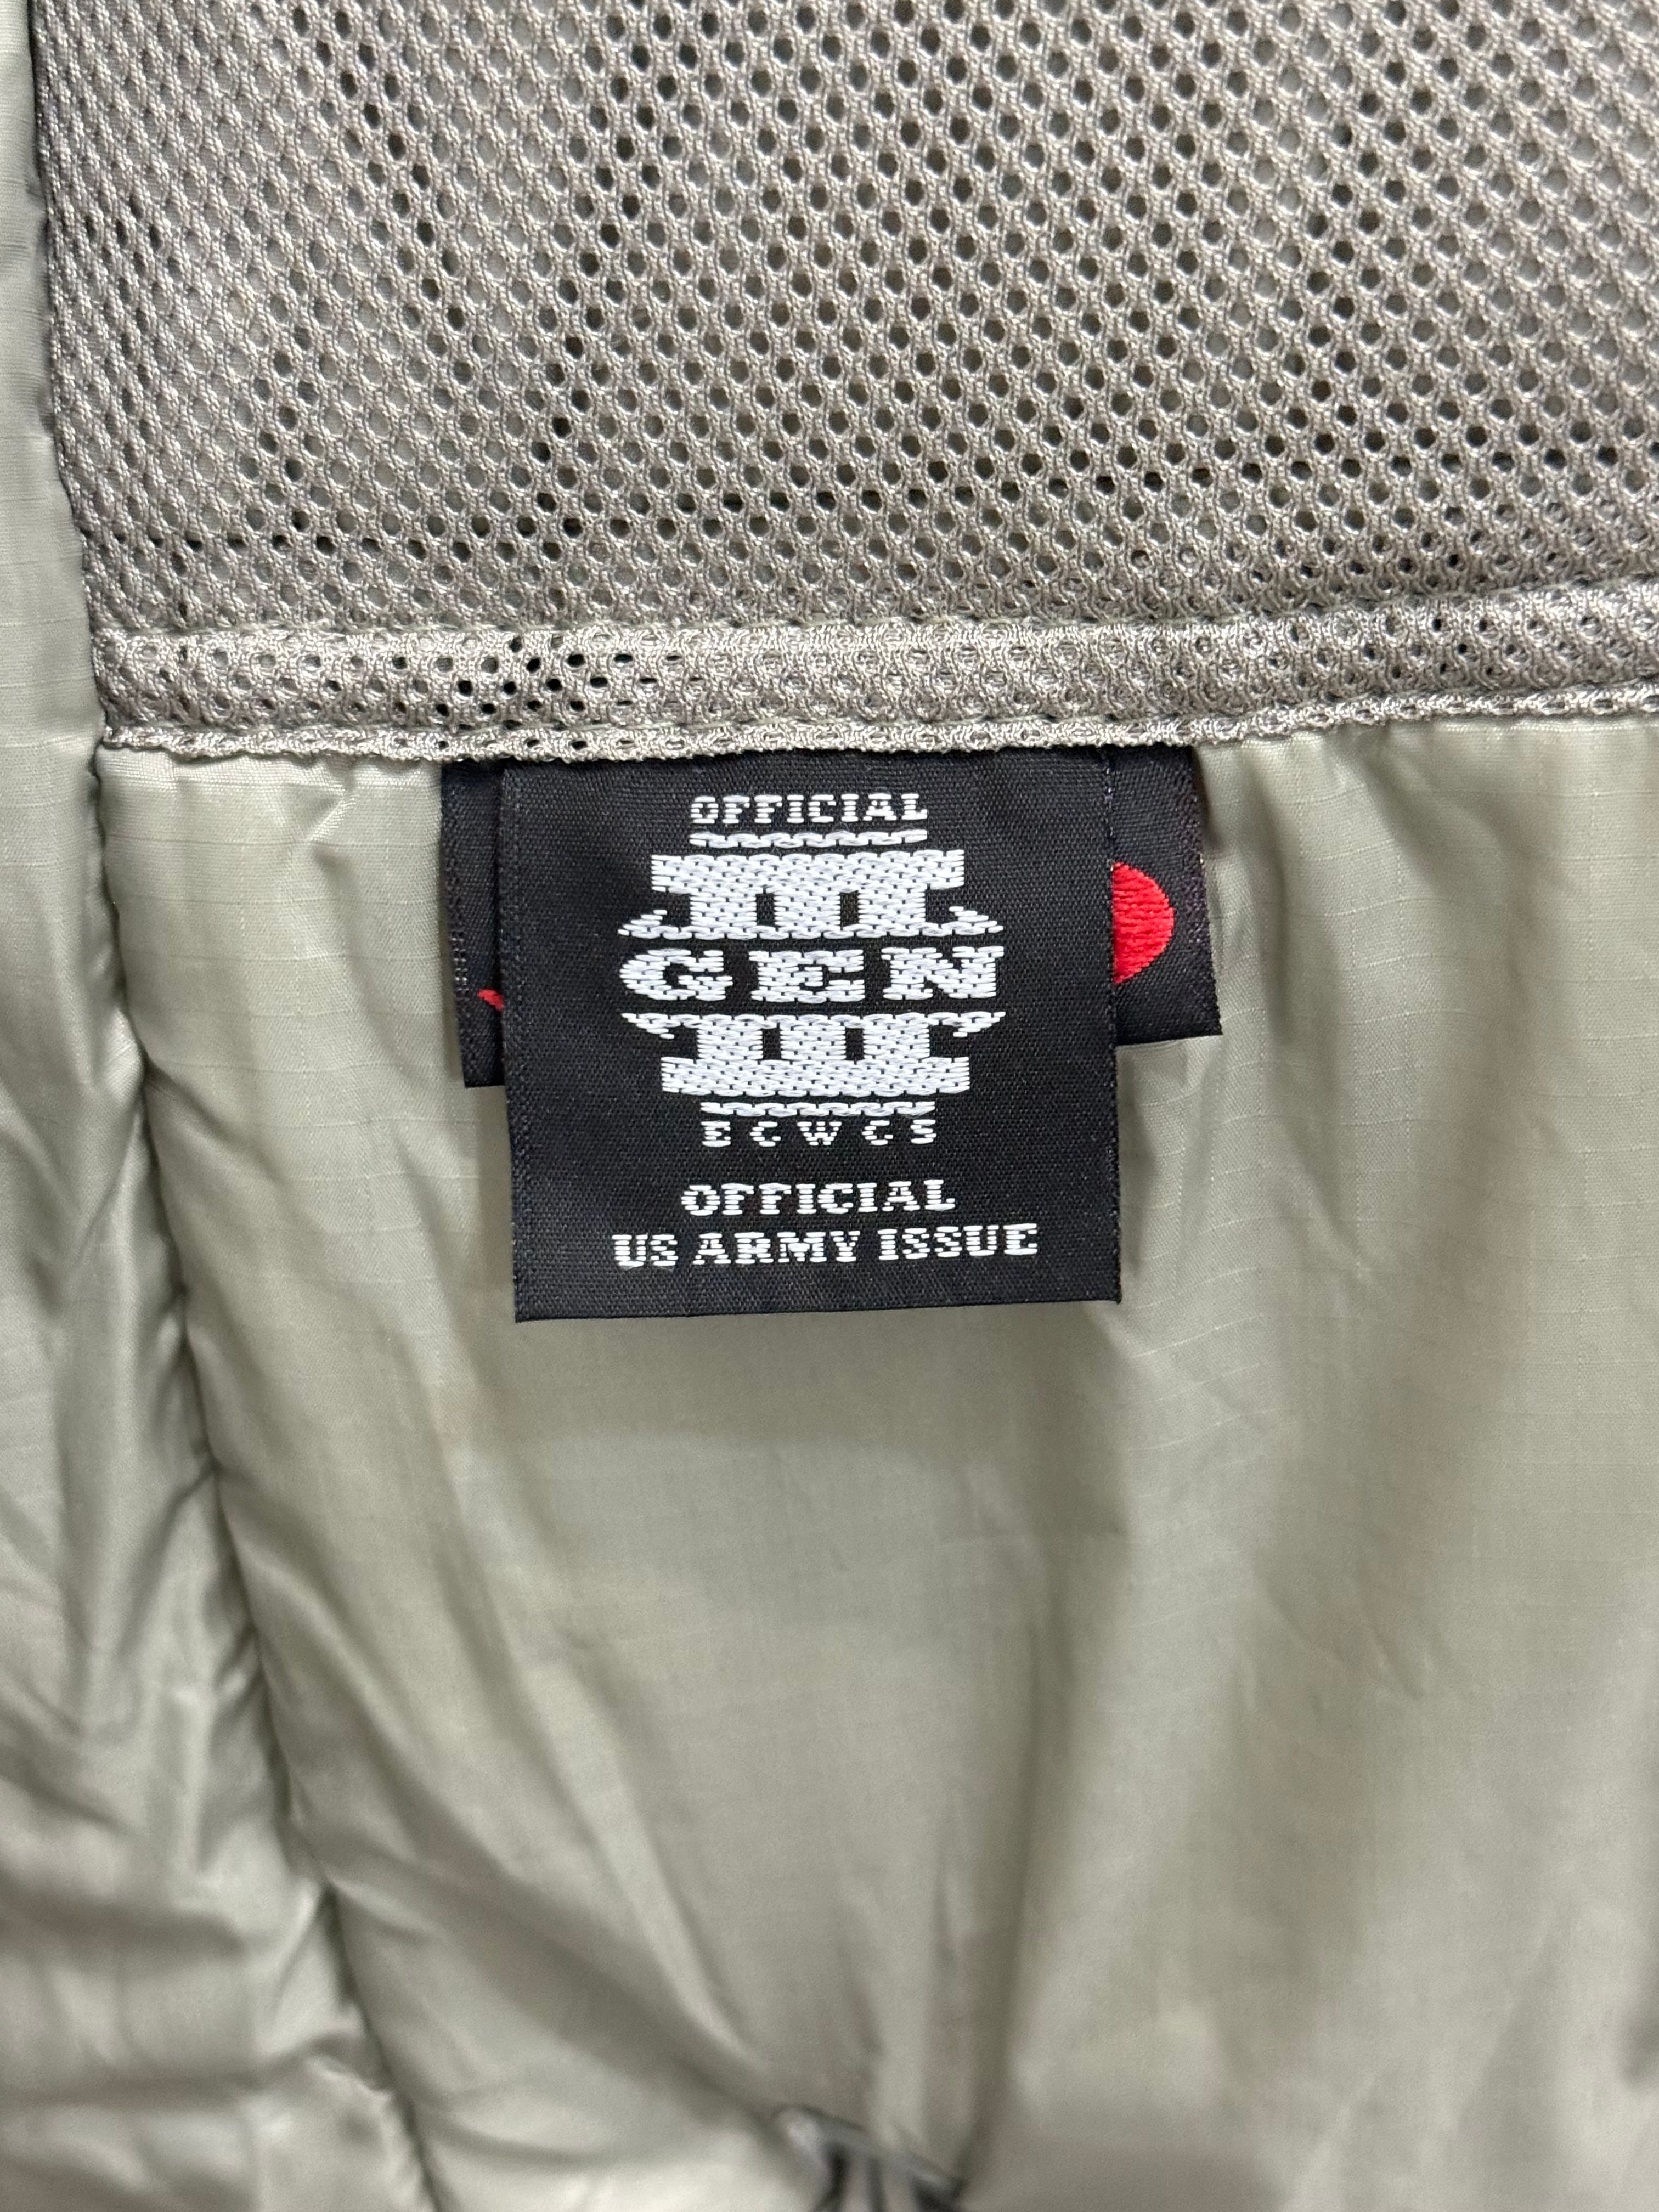 OFFICIAL
III
GEN
III
ECWCS
OFFICIAL
US ARMY ISSUE